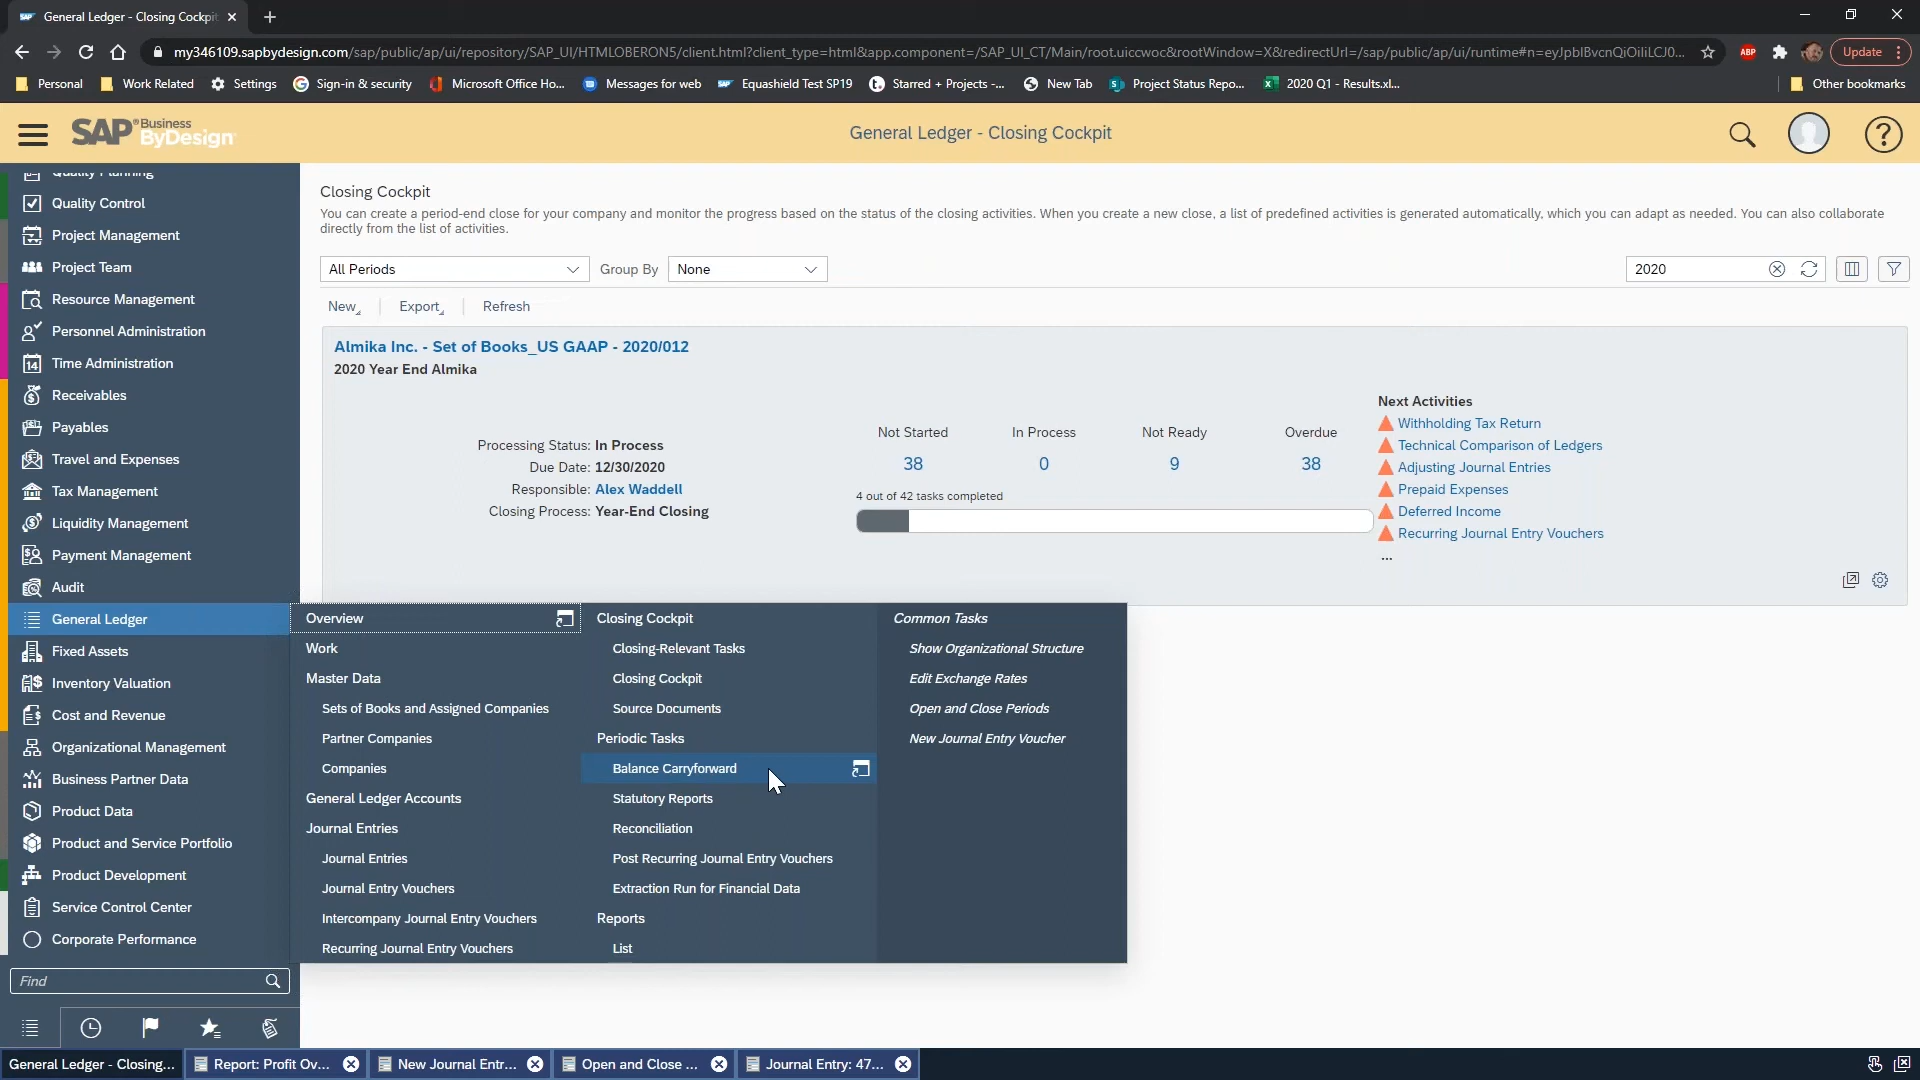 General Ledger - Closing Cockpit
my346109.sapbydesign.com/sap/public/ap/ui/repository/SAP_UI/HTMLOBERON5/client.html?client_type=html&app.component=/SAP_UI_CT/Main/root.uiccwoc&rootWindow=X&redirectUrl=/sap/public/ap/ui/runtime#n=eyJpbIBvcnQiOiIiLCJ0...
ABP
Update
Personal
Work Related
Settings
Sign-in & security
Microsoft Office Ho...
Messages for web
Equashield Test SP19
Starred + Projects -...
New Tab
Project Status Repo...
2020 Q1 - Results.xl...
Other bookmarks
SAP Business ByDesign
General Ledger - Closing Cockpit
Quality Planning
Quality Control
Project Management
Project Team
Resource Management
Personnel Administration
Time Administration
Receivables
Payables
Travel and Expenses
Tax Management
Liquidity Management
Payment Management
Audit
General Ledger
Fixed Assets
Inventory Valuation
Cost and Revenue
Organizational Management
Business Partner Data
Product Data
Product and Service Portfolio
Product Development
Service Control Center
Corporate Performance
Find
Closing Cockpit
You can create a period-end close for your company and monitor the progress based on the status of the closing activities. When you create a new close, a list of predefined activities is generated automatically, which you can adapt as needed. You can also collaborate
directly from the list of activities.
All Periods
Group By
None
2020
New
Export
Refresh
Almika Inc. - Set of Books_US GAAP - 2020/012
2020 Year End Almika
Processing Status: In Process
Due Date: 12/30/2020
Responsible: Alex Waddell
Closing Process: Year-End Closing
Not Started
In Process
Not Ready
Overdue
38
0
9
38
4 out of 42 tasks completed
Next Activities
Withholding Tax Return
Technical Comparison of Ledgers
Adjusting Journal Entries
Prepaid Expenses
Deferred Income
Recurring Journal Entry Vouchers
...
Overview
Work
Master Data
Sets of Books and Assigned Companies
Partner Companies
Companies
General Ledger Accounts
Journal Entries
Journal Entries
Journal Entry Vouchers
Intercompany Journal Entry Vouchers
Recurring Journal Entry Vouchers
Closing Cockpit
Closing-Relevant Tasks
Closing Cockpit
Source Documents
Periodic Tasks
Balance Carryforward
Statutory Reports
Reconciliation
Post Recurring Journal Entry Vouchers
Extraction Run for Financial Data
Reports
List
Common Tasks
Show Organizational Structure
Edit Exchange Rates
Open and Close Periods
New Journal Entry Voucher
General Ledger - Closing...
Report: Profit Ov...
New Journal Entr...
Open and Close ...
Journal Entry: 47...